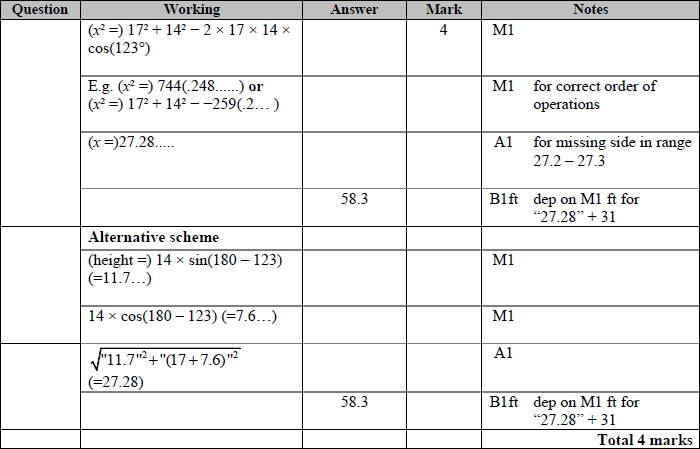 Question Working Answer Mark Notes
(x² =) 17² + 14² – 2 × 17 × 14 × 4 M1
cos(123°)
E.g. (x² =) 744(.248......) or M1 for correct order of
(x² =) 17² + 14² – –259(.2… ) operations
(x =)27.28..... A1 for missing side in range
27.2 – 27.3
58.3 B1ft dep on M1 ft for
“27.28” + 31
Alternative scheme
(height =) 14 × sin(180 – 123) M1
(=11.7…)
14 × cos(180 – 123) (=7.6…) M1
√"11.7"²+"(17+7.6)"² A1
(=27.28)
58.3 B1ft dep on M1 ft for
“27.28” + 31
Total 4 marks